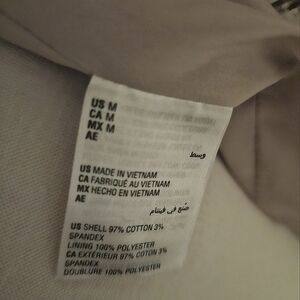 US M
CA M
MX M
AE
وسط
US MADE IN VIETNAM
CA FABRIQUÉ AU VIETNAM
MX HECHO EN VIETNAM
AE
صنع في فيتنام
US SHELL 97% COTTON 3%
SPANDEX
LINING 100% POLYESTER
CA EXTÉRIEUR 97% COTON 3%
SPANDEX
DOUBLURE 100% POLYESTER